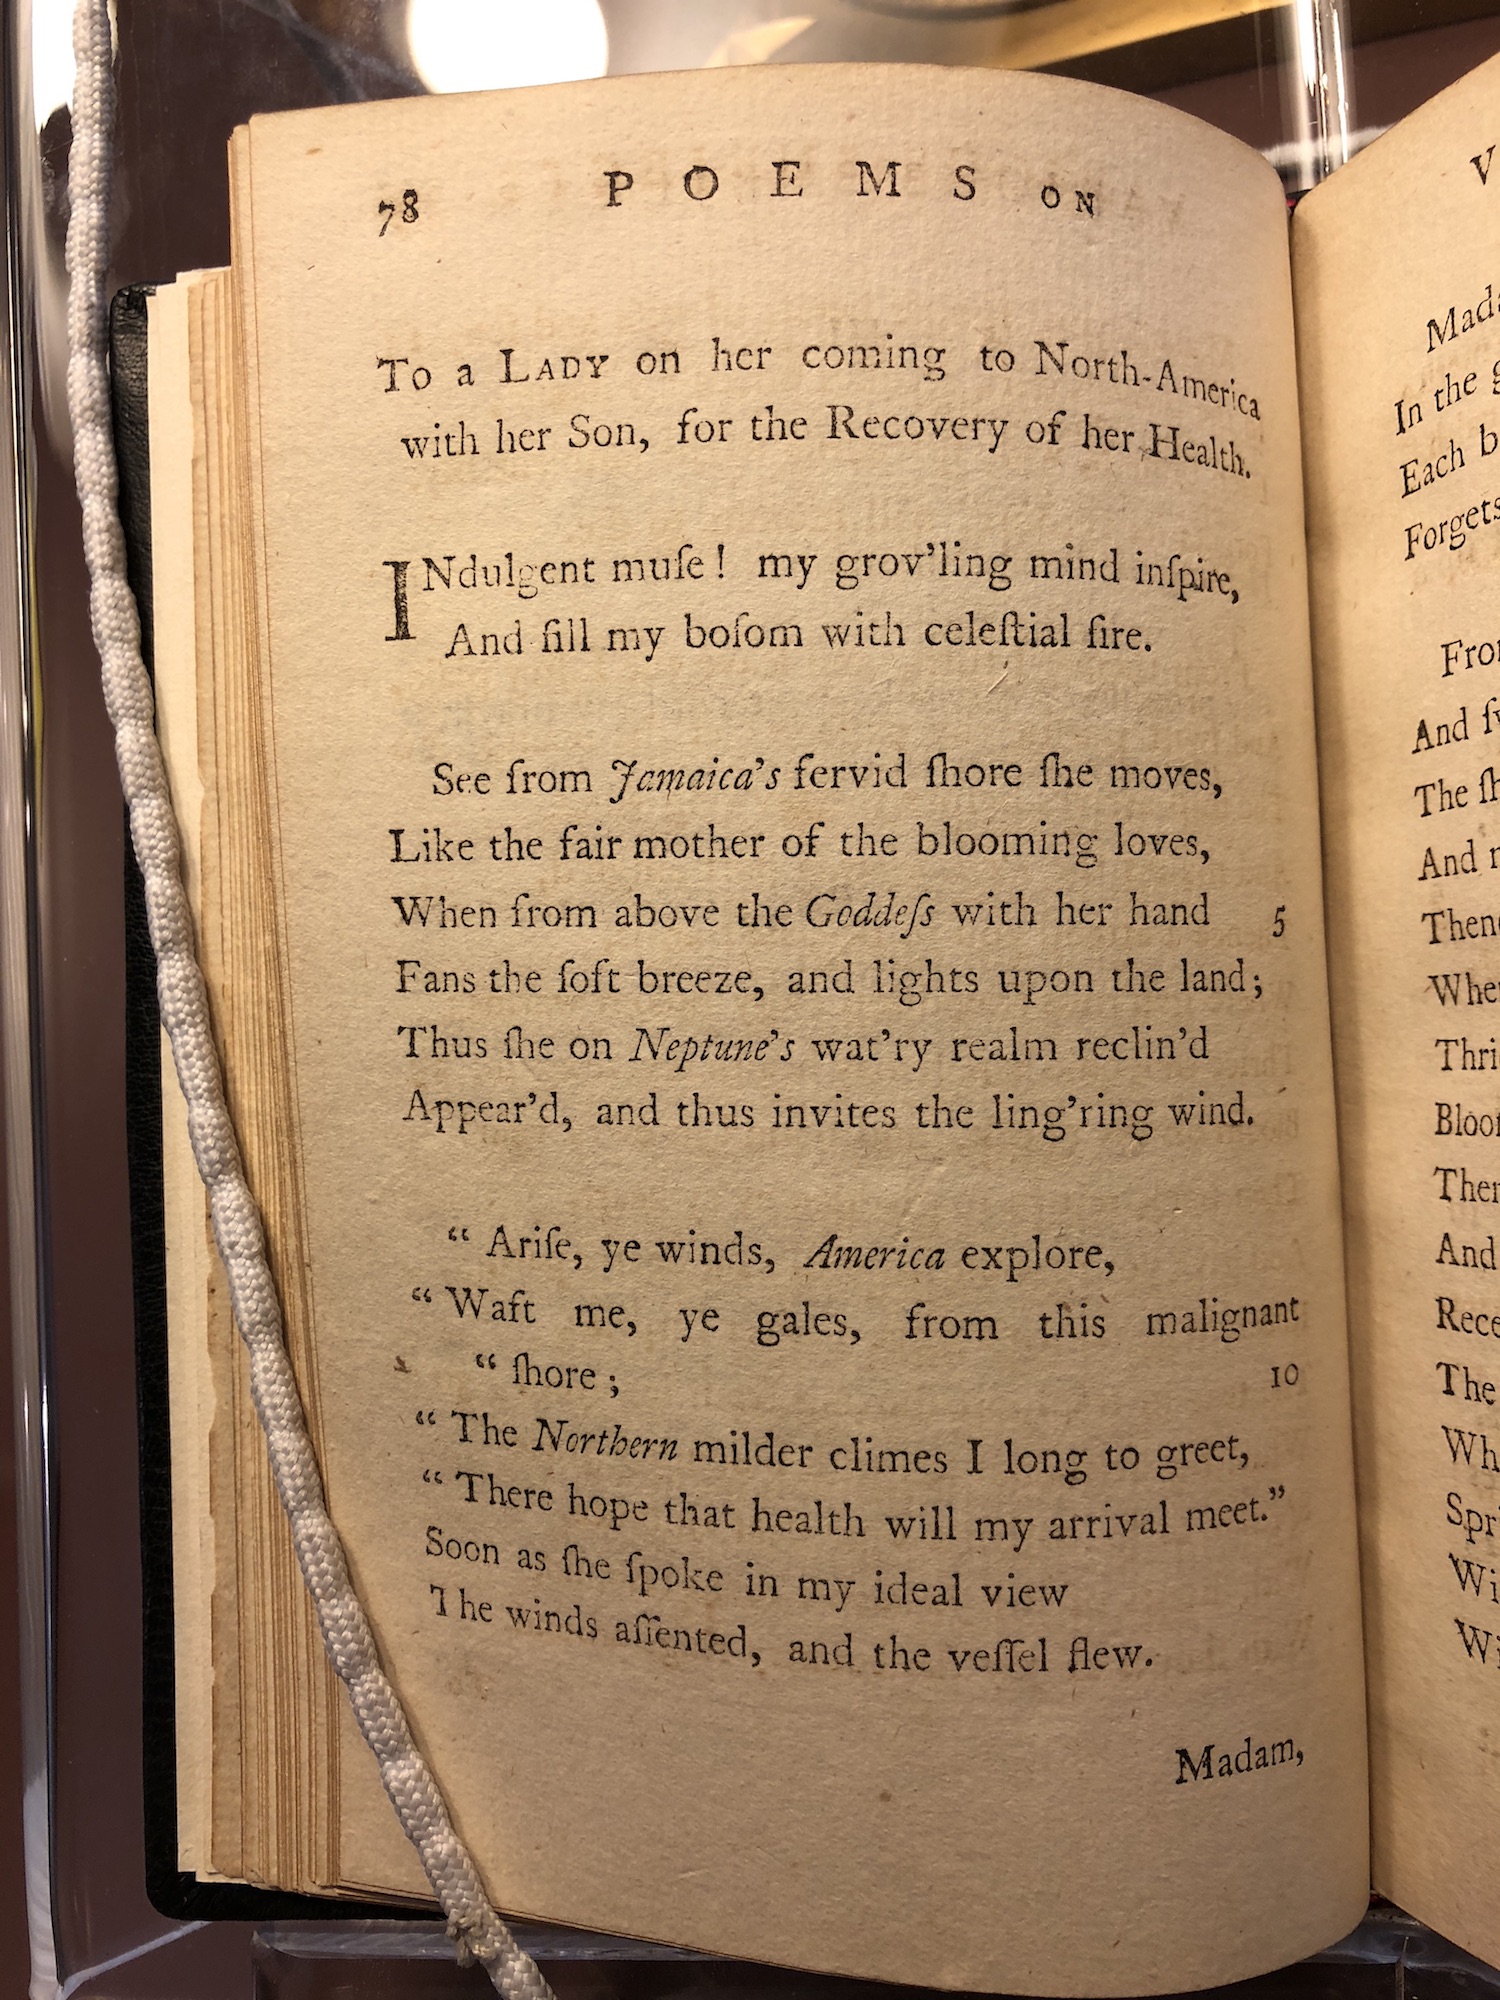 78 POEMS ON
To a LADY on her coming to North-America
with her Son, for the Recovery of her Health.
INdulgent muſe! my grov’ling mind inſpire,
And fill my boſom with celeſtial fire.
See from Jamaica’s fervid ſhore ſhe moves,
Like the fair mother of the blooming loves,
When from above the Goddeſs with her hand 5
Fans the ſoft breeze, and lights upon the land;
Thus ſhe on Neptune’s wat’ry realm reclin’d
Appear’d, and thus invites the ling’ring wind.
“ Ariſe, ye winds, America explore,
“ Waft me, ye gales, from this malignant
“ ſhore; 10
“ The Northern milder climes I long to greet,
“ There hope that health will my arrival meet.”
Soon as ſhe ſpoke in my ideal view
The winds aſſented, and the veſſel flew.
Madam,
V
In the
Each
Forgets
And
The
And
When
Thri
Bloo
And
Rece
The
Wh
Spr
Wi
Wi